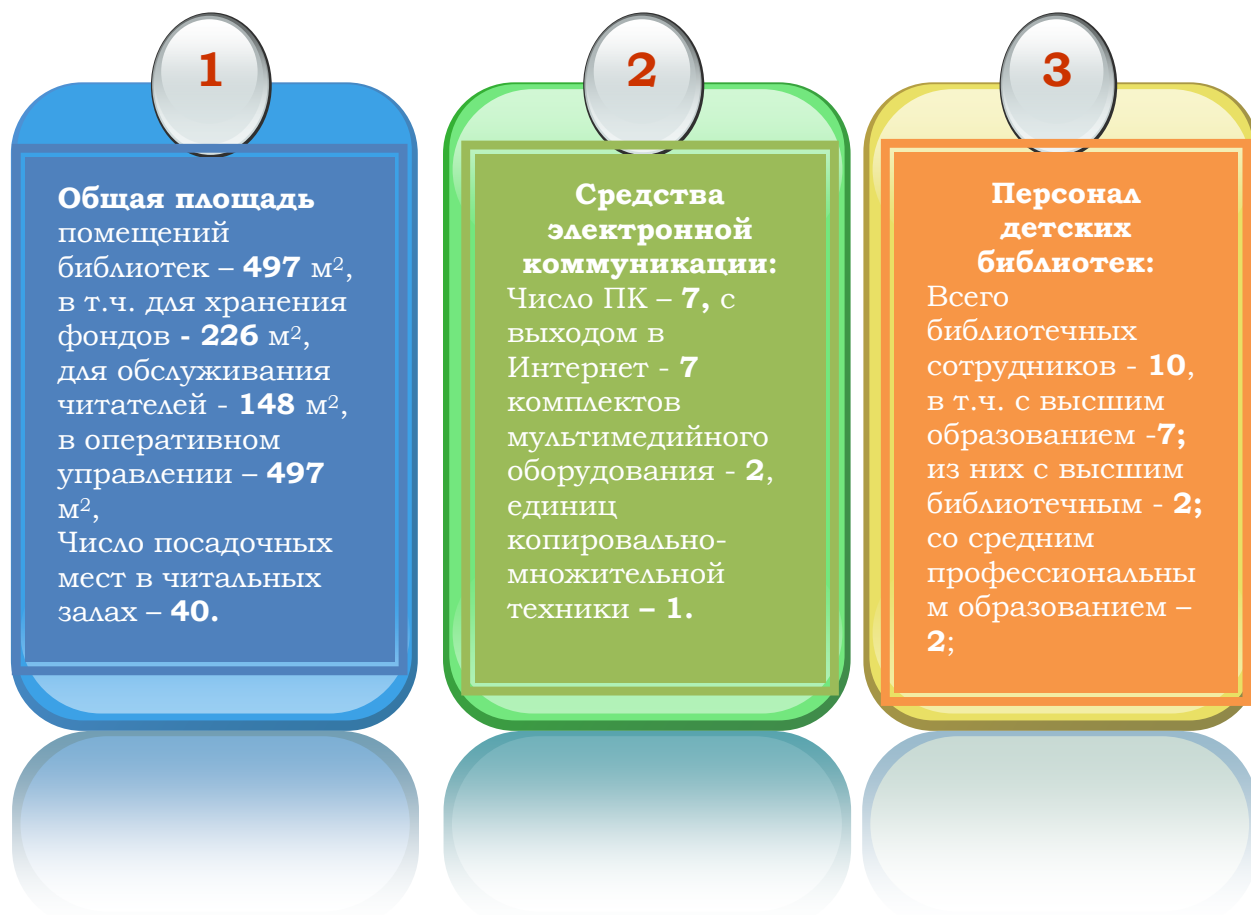 1
Общая площадь
помещений
библиотек – 497 м²,
в т.ч. для хранения
фондов - 226 м²,
для обслуживания
читателей - 148 м²,
в оперативном
управлении – 497
м²,
Число посадочных
мест в читальных
залах – 40.
2
Средства
электронной
коммуникации:
Число ПК – 7, с
выходом в
Интернет - 7
комплектов
мультимедийного
оборудования - 2,
единиц
копировально-
множительной
техники – 1.
3
Персонал
детских
библиотек:
Всего
библиотечных
сотрудников - 10,
в т.ч. с высшим
образованием -7;
из них с высшим
библиотечным - 2;
со средним
профессиональны
м образованием –
2;